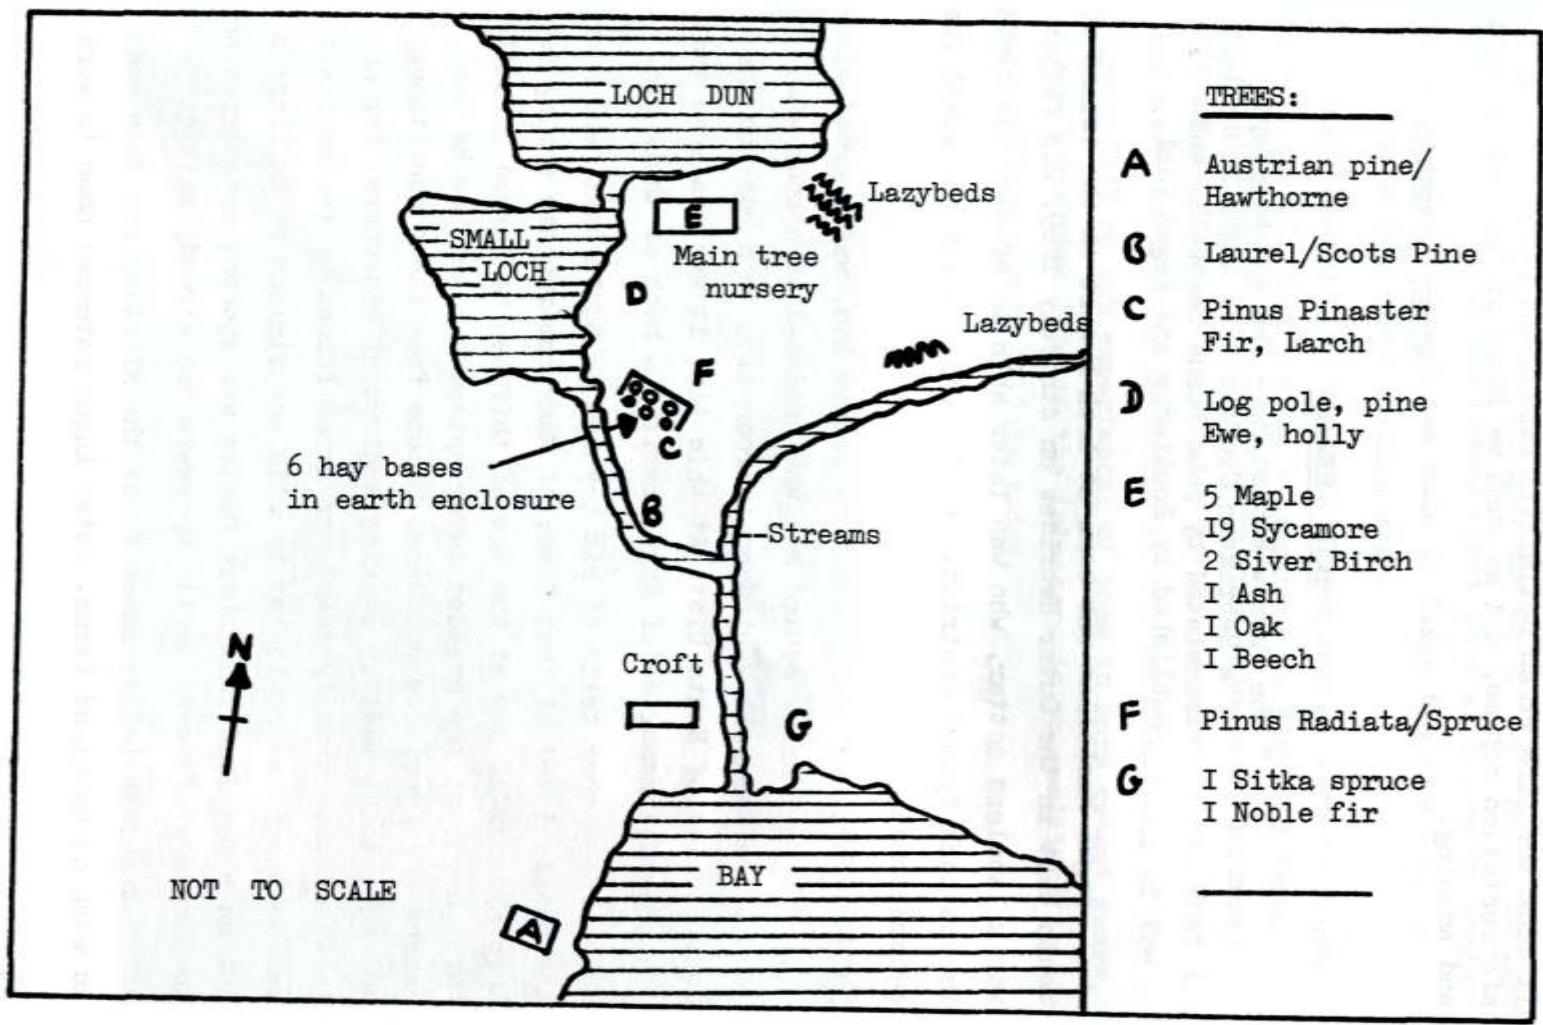 LOCH DUN
Lazybeds
E
SMALL
LOCH
Main tree
nursery
D
Lazybeds
F
C
6 hay bases
in earth enclosure
B
Streams
N
Croft
G
NOT TO SCALE
BAY
A
TREES:
A Austrian pine/
Hawthorne
B Laurel/Scots Pine
C Pinus Pinaster
Fir, Larch
D Log pole, pine
Ewe, holly
E 5 Maple
I9 Sycamore
2 Siver Birch
I Ash
I Oak
I Beech
F Pinus Radiata/Spruce
G I Sitka spruce
I Noble fir